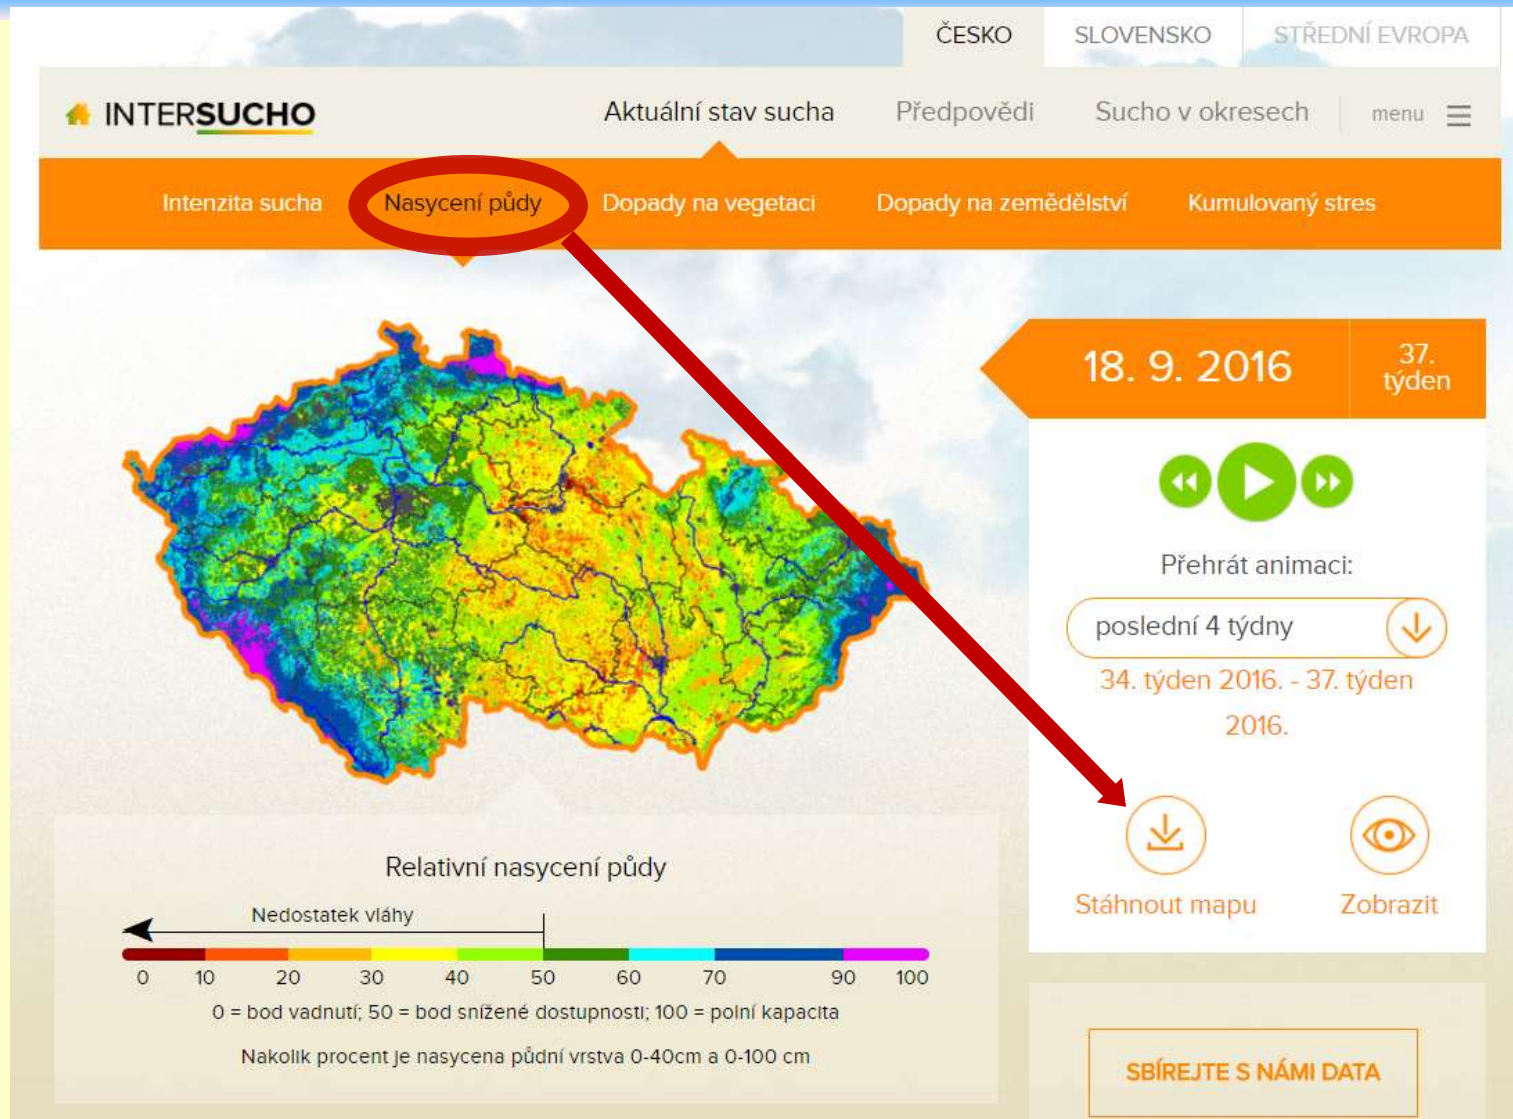 ČESKO
SLOVENSKO
STŘEDNÍ EVROPA
INTERSUCHO
Aktuální stav sucha
Předpovědi
Sucho v okresech
menu
Intenzita sucha
Nasycení půdy
Dopady na vegetaci
Dopady na zemědělství
Kumulovaný stres
18. 9. 2016
37.
týden
Přehrát animaci:
poslední 4 týdny
34. týden 2016. - 37. týden
2016.
Stáhnout mapu
Zobrazit
Relativní nasycení půdy
Nedostatek vláhy
0 10 20 30 40 50 60 70 90 100
0 = bod vadnutí; 50 = bod snížené dostupnosti; 100 = polní kapacita
Nakolik procent je nasycena půdní vrstva 0-40cm a 0-100 cm
SBÍREJTE S NÁMI DATA